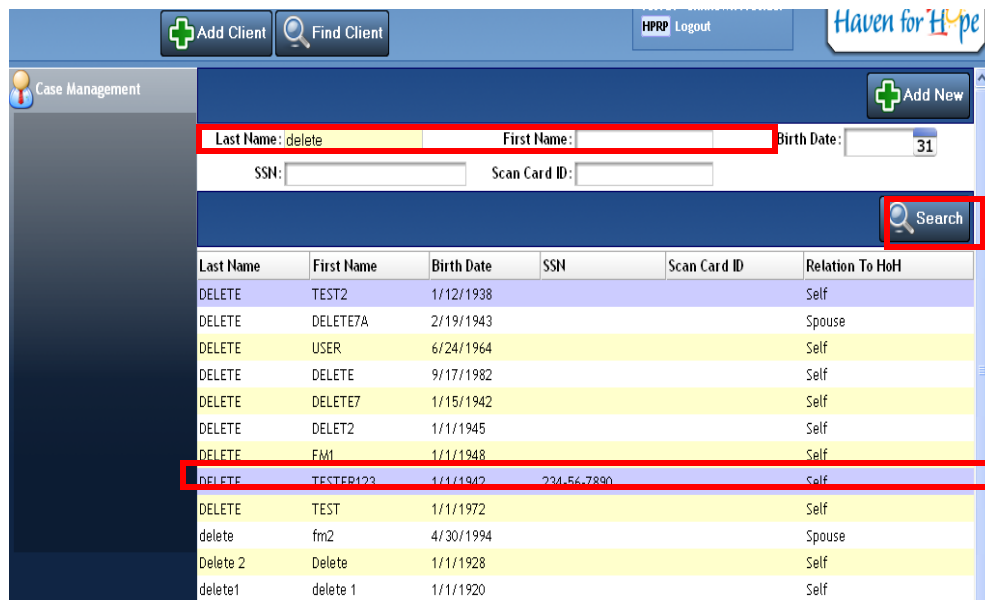 Add Client Find Client HPRP Logout Haven for Hope
Case Management
Add New
Last Name: delete First Name: Birth Date: 31
SSN: Scan Card ID:
Search
Last Name First Name Birth Date SSN Scan Card ID Relation To HoH
DELETE TEST2 1/12/1938 Self
DELETE DELETE7A 2/19/1943 Spouse
DELETE USER 6/24/1964 Self
DELETE DELETE 9/17/1982 Self
DELETE DELETE7 1/15/1942 Self
DELETE DELET2 1/1/1945 Self
DELETE FM1 1/1/1948 Self
DELETE TESTER123 1/1/1942 234-56-7890 Self
DELETE TEST 1/1/1972 Self
delete fm2 4/30/1994 Spouse
Delete 2 Delete 1/1/1928 Self
delete1 delete 1 1/1/1920 Self